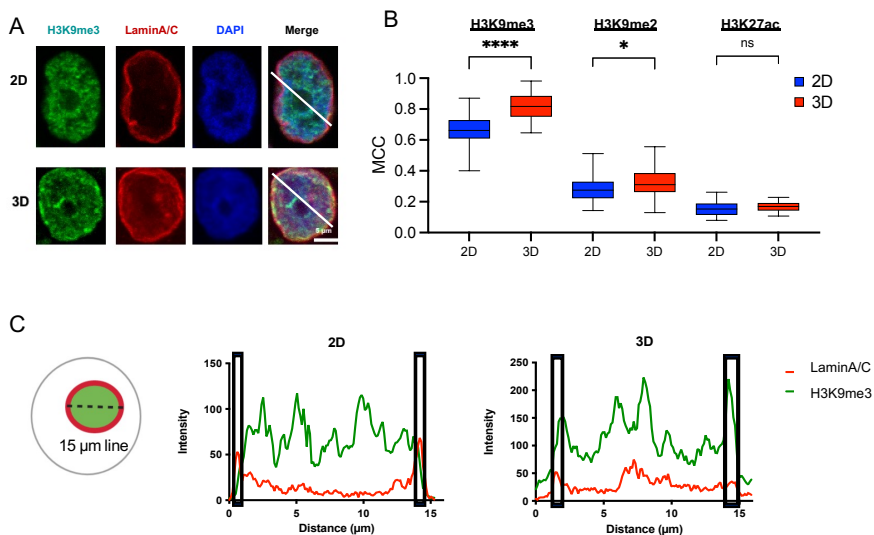 A
H3K9me3 LaminA/C DAPI Merge
2D
3D
5 μm
B
H3K9me3 H3K9me2 H3K27ac
**** * ns
MCC
1.0
0.8
0.6
0.4
0.2
0.0
2D 3D 2D 3D 2D 3D
2D
3D
C
15 μm line
2D
Intensity
150
100
50
0
0 5 10 15
Distance (μm)
3D
Intensity
250
200
150
100
50
0
0 5 10 15
Distance (μm)
LaminA/C
H3K9me3